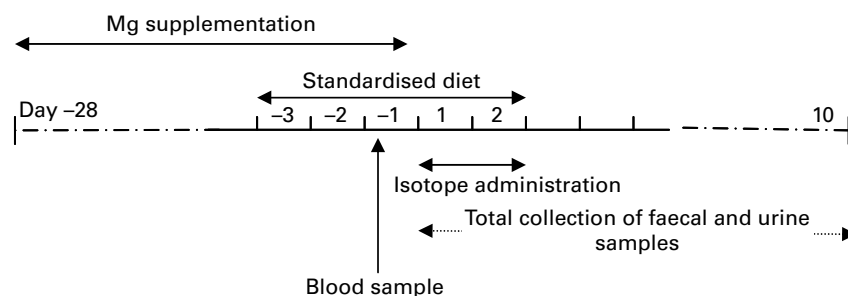 Mg supplementation
Standardised diet
Day –28 –3 –2 –1 1 2 10
Isotope administration
Total collection of faecal and urine
samples
Blood sample